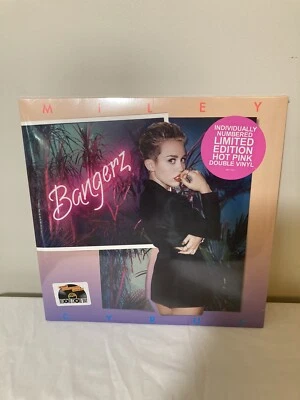 MILEY
INDIVIDUALLY
NUMBERED
LIMITED
EDITION
HOT PINK
DOUBLE VINYL
Bangerz
CYRUS